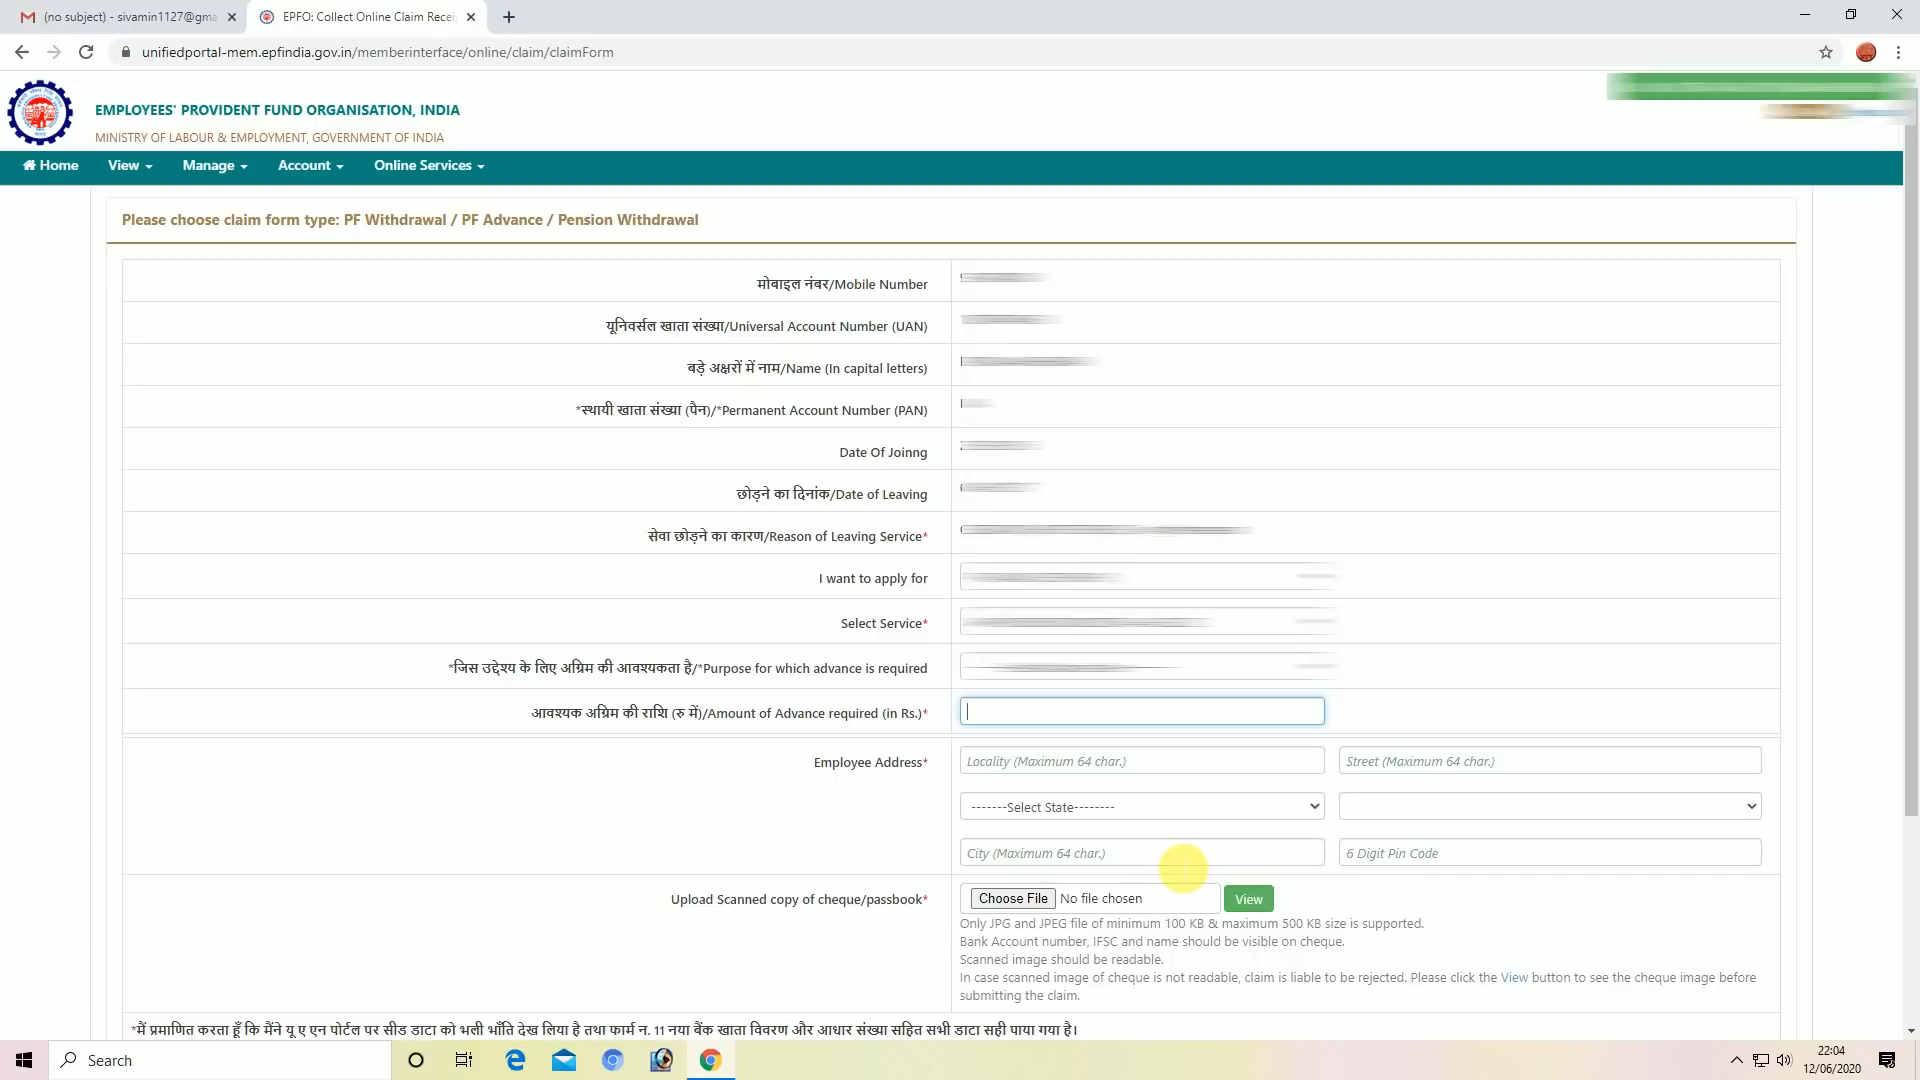 (no subject) - sivamin1127@gma
EPFO: Collect Online Claim Recei
unifiedportal-mem.epfindia.gov.in/memberinterface/online/claim/claimForm
EMPLOYEES' PROVIDENT FUND ORGANISATION, INDIA
MINISTRY OF LABOUR & EMPLOYMENT, GOVERNMENT OF INDIA
Home View Manage Account Online Services
Please choose claim form type: PF Withdrawal / PF Advance / Pension Withdrawal
मोबाइल नंबर/Mobile Number
यूनिवर्सल खाता संख्या/Universal Account Number (UAN)
बड़े अक्षरों में नाम/Name (In capital letters)
*स्थायी खाता संख्या (पैन)/*Permanent Account Number (PAN)
Date Of Joinng
छोड़ने का दिनांक/Date of Leaving
सेवा छोड़ने का कारण/Reason of Leaving Service*
I want to apply for
Select Service*
*जिस उद्देश्य के लिए अग्रिम की आवश्यकता है/*Purpose for which advance is required
आवश्यक अग्रिम की राशि (रु में)/Amount of Advance required (in Rs.)*
Employee Address*
Locality (Maximum 64 char.) Street (Maximum 64 char.)
-------Select State--------
City (Maximum 64 char.) 6 Digit Pin Code
Upload Scanned copy of cheque/passbook* Choose File No file chosen View
Only JPG and JPEG file of minimum 100 KB & maximum 500 KB size is supported.
Bank Account number, IFSC and name should be visible on cheque.
Scanned image should be readable.
In case scanned image of cheque is not readable, claim is liable to be rejected. Please click the View button to see the cheque image before
submitting the claim.
*मैं प्रमाणित करता हूँ कि मैंने यू ए एन पोर्टल पर सीड डाटा को भली भाँति देख लिया है तथा फार्म न. 11 नया बैंक खाता विवरण और आधार संख्या सहित सभी डाटा सही पाया गया है।
Search
22:04
12/06/2020